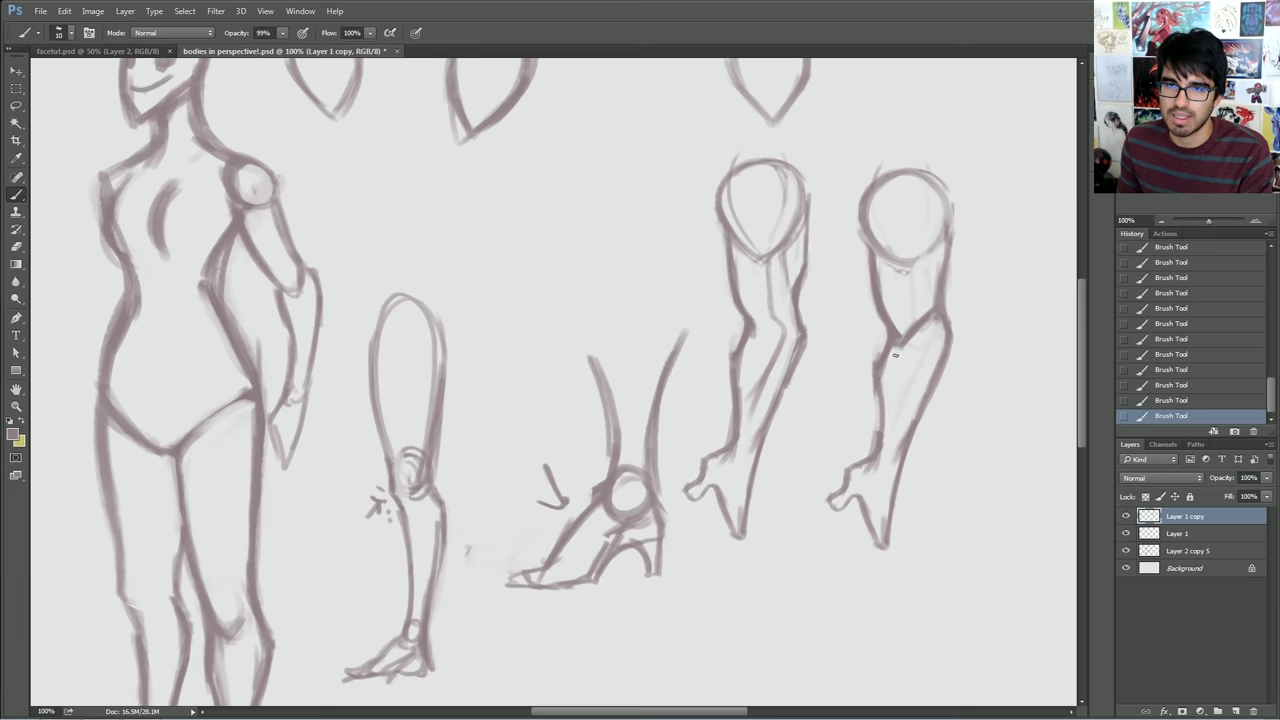 Ps File Edit Image Layer Type Select Filter 3D View Window Help
10 Mode: Normal Opacity: 99% Flow: 100%
facetut.psd @ 50% (Layer 2, RGB/8) × bodies in perspective!.psd @ 100% (Layer 1 copy, RGB/8) * ×
100%
History Actions
Brush Tool
Brush Tool
Brush Tool
Brush Tool
Brush Tool
Brush Tool
Brush Tool
Brush Tool
Brush Tool
Brush Tool
Brush Tool
Brush Tool
Layers Channels Paths
Kind
Normal Opacity: 100%
Lock: Fill: 100%
Layer 1 copy
Layer 1
Layer 2 copy 5
Background
100% Doc: 16.5M/28.1M
fx